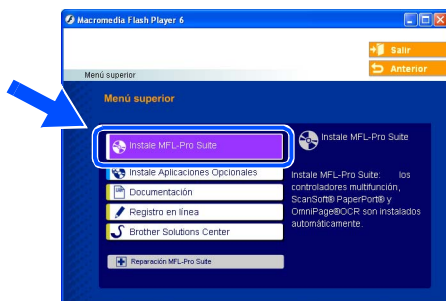 Macromedia Flash Player 6
Salir
Anterior
Menú superior
Menú superior
Instale MFL-Pro Suite
Instale Aplicaciones Opcionales
Documentación
Registro en línea
Brother Solutions Center
Reparación MFL-Pro Suite
Instale MFL-Pro Suite
Instale MFL-Pro Suite: los
controladores multifunción,
ScanSoft® PaperPort® y
OmniPage®OCR son instalados
automáticamente.